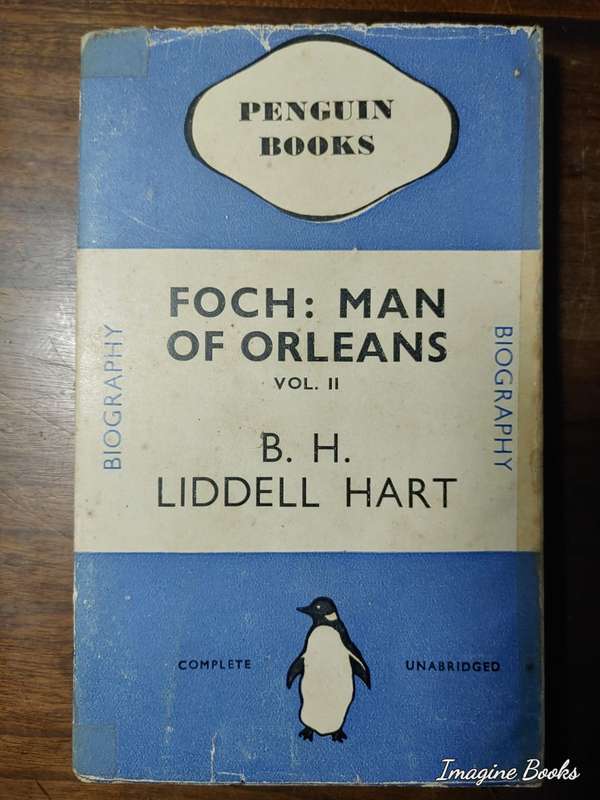 PENGUIN
BOOKS
FOCH: MAN
OF ORLEANS
VOL. II
BIOGRAPHY
BIOGRAPHY
B. H.
LIDDELL HART
COMPLETE
UNABRIDGED
Imagine Books